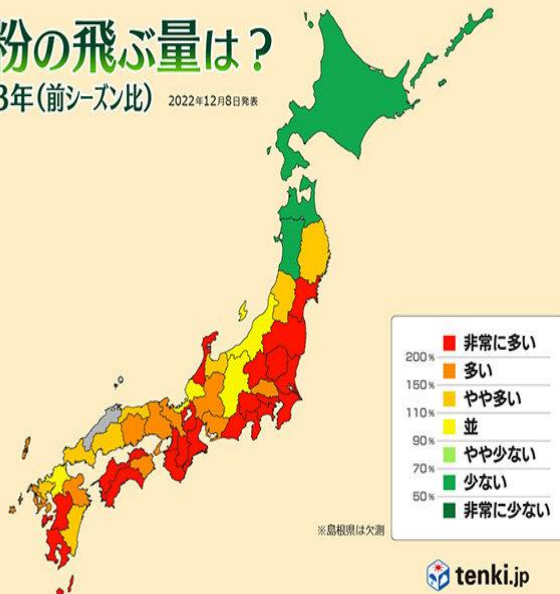 粉の飛ぶ量は？
3年（前シーズン比） 2022年12月8日発表
非常に多い
200%
多い
150%
やや多い
110%
並
90%
やや少ない
70%
少ない
50%
非常に少ない
※島根県は欠測
tenki.jp